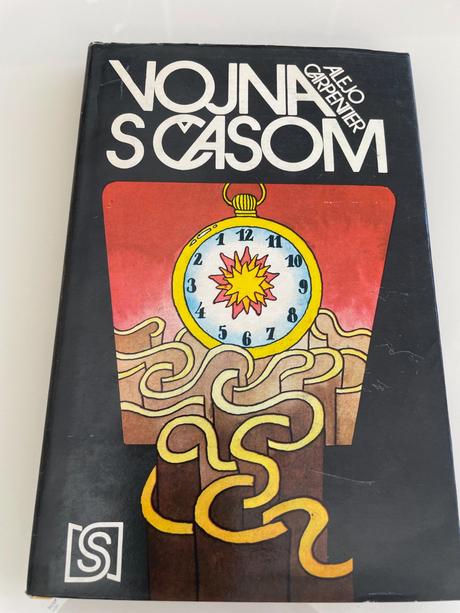 VOJNA
S ČASOM
ALEJO
CARPENTIER
1 12 11
2 10
3 9
4 8
5 6 7
S